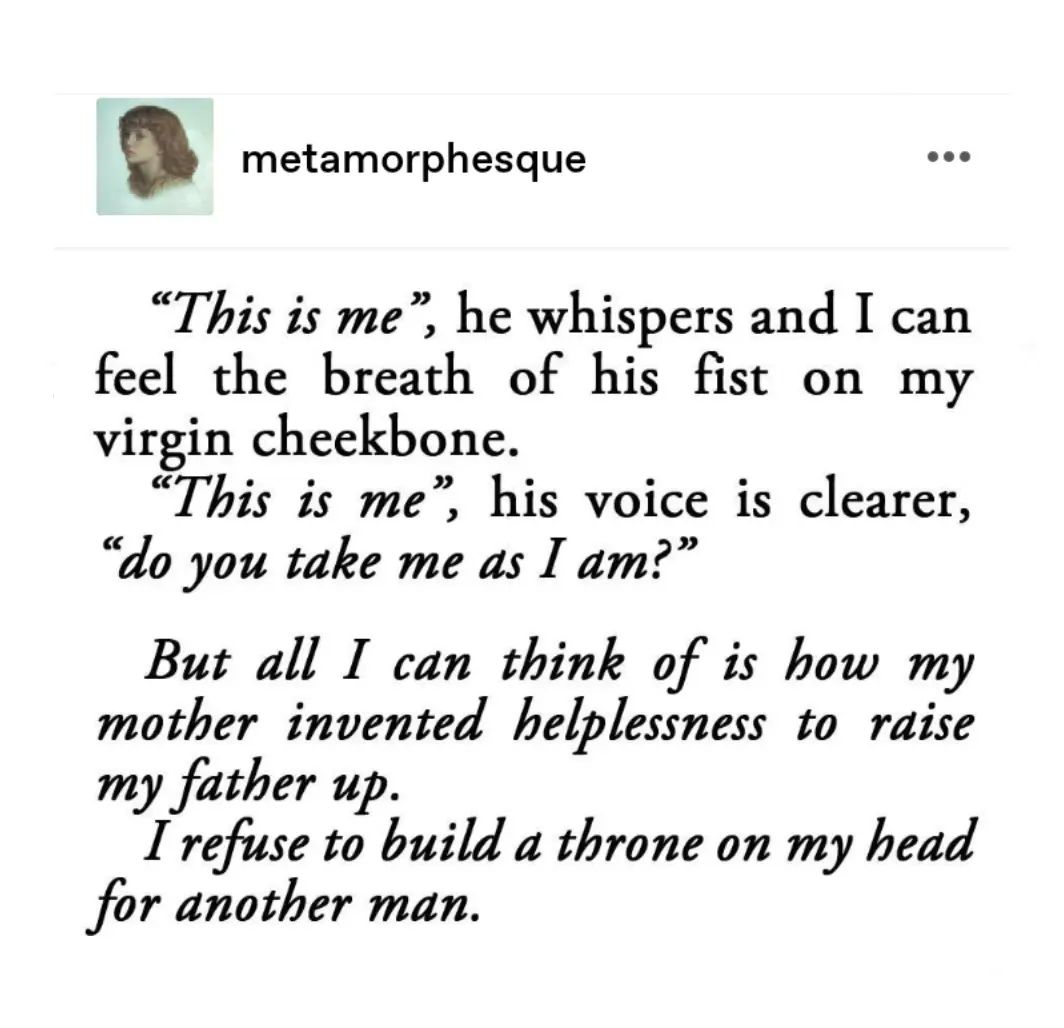 metamorphesque
“This is me”, he whispers and I can
feel the breath of his fist on my
virgin cheekbone.
“This is me”, his voice is clearer,
“do you take me as I am?”
But all I can think of is how my
mother invented helplessness to raise
my father up.
I refuse to build a throne on my head
for another man.